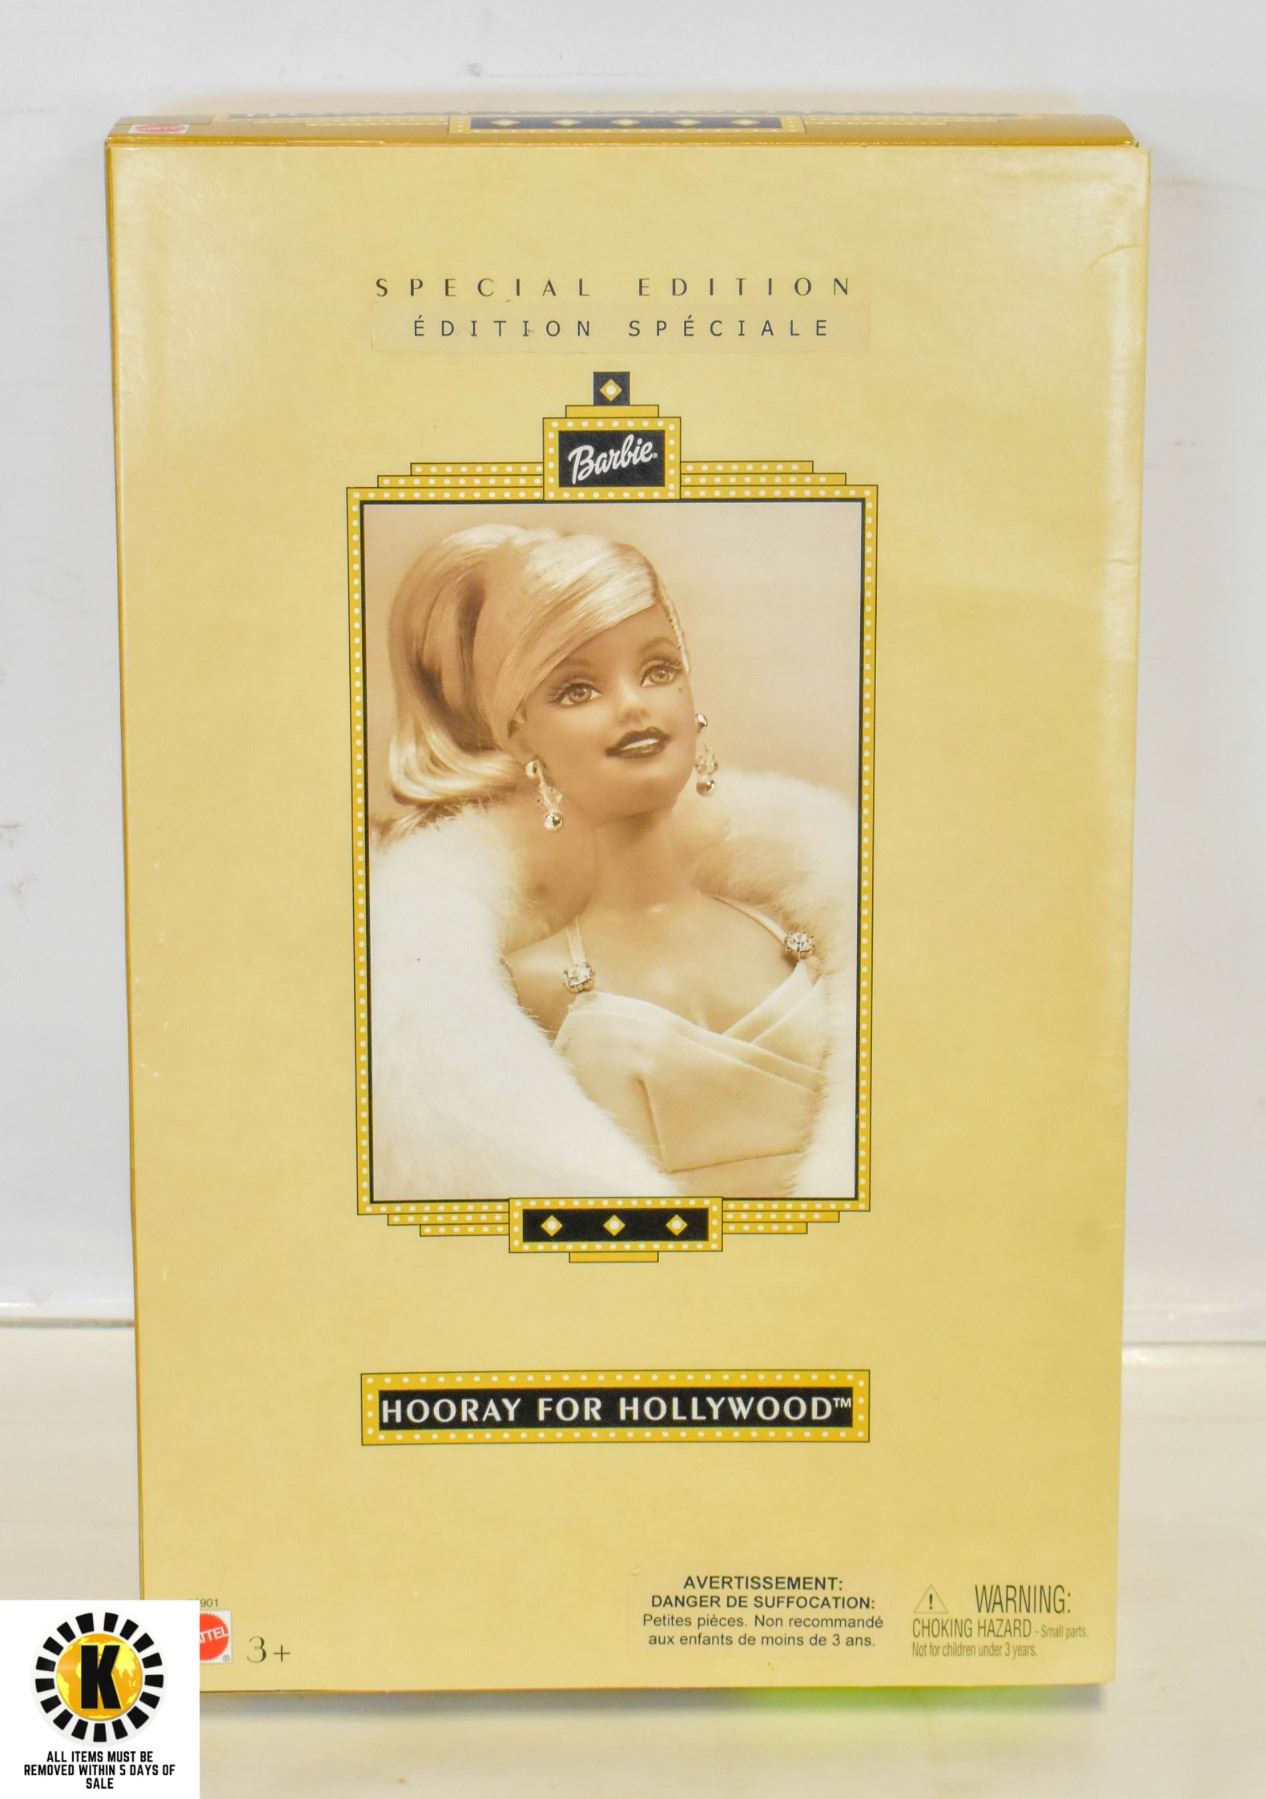 SPECIAL EDITION
ÉDITION SPÉCIALE
Barbie
HOORAY FOR HOLLYWOOD™
901
3+
AVERTISSEMENT:
DANGER DE SUFFOCATION:
Petites pièces. Non recommandé
aux enfants de moins de 3 ans.
WARNING:
CHOKING HAZARD - Small parts.
Not for children under 3 years.
K
ALL ITEMS MUST BE
REMOVED WITHIN 5 DAYS OF
SALE